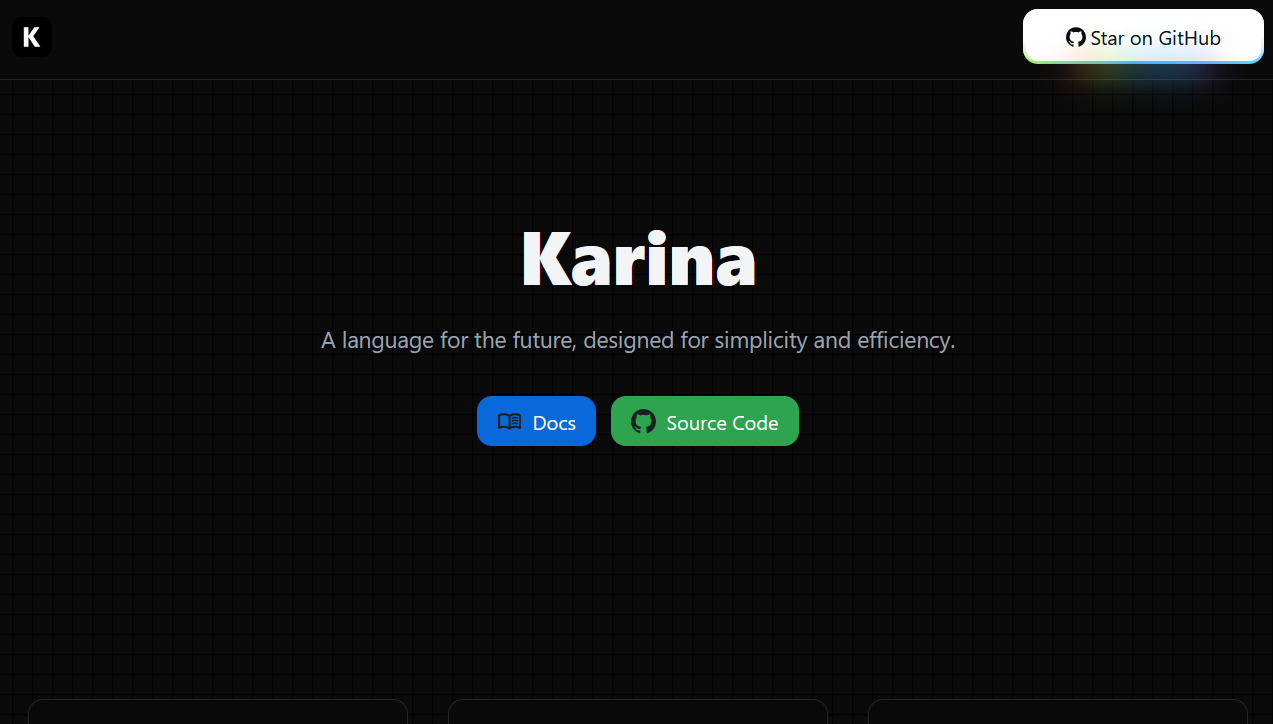 K
Star on GitHub
Karina
A language for the future, designed for simplicity and efficiency.
Docs
Source Code